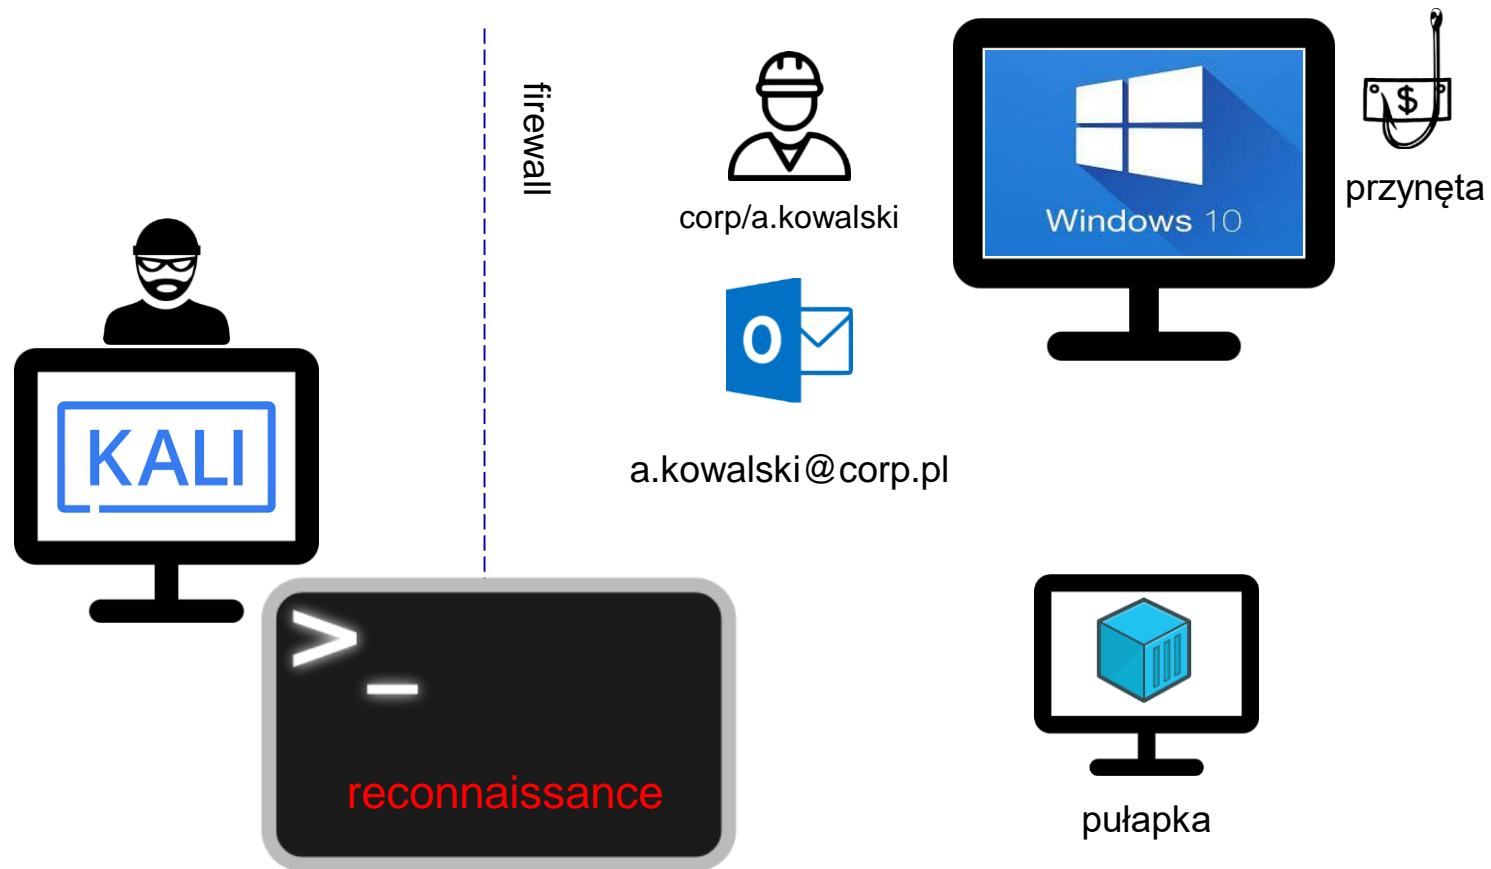 firewall
corp/a.kowalski
Windows 10
$
przynęta
O
a.kowalski@corp.pl
KALI
>_
reconnaissance
pułapka